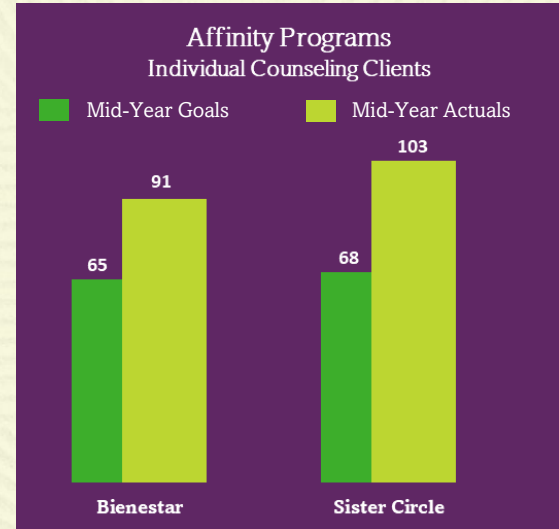 Affinity Programs
Individual Counseling Clients
Mid-Year Goals Mid-Year Actuals
103
91
68
65
Bienestar Sister Circle